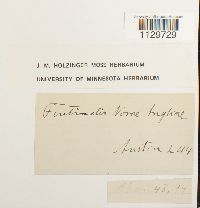 1129729
J. M. HOLZINGER MOSS HERBARIUM
UNIVERSITY OF MINNESOTA HERBARIUM
Fontinalis Novae Angliae
Austin